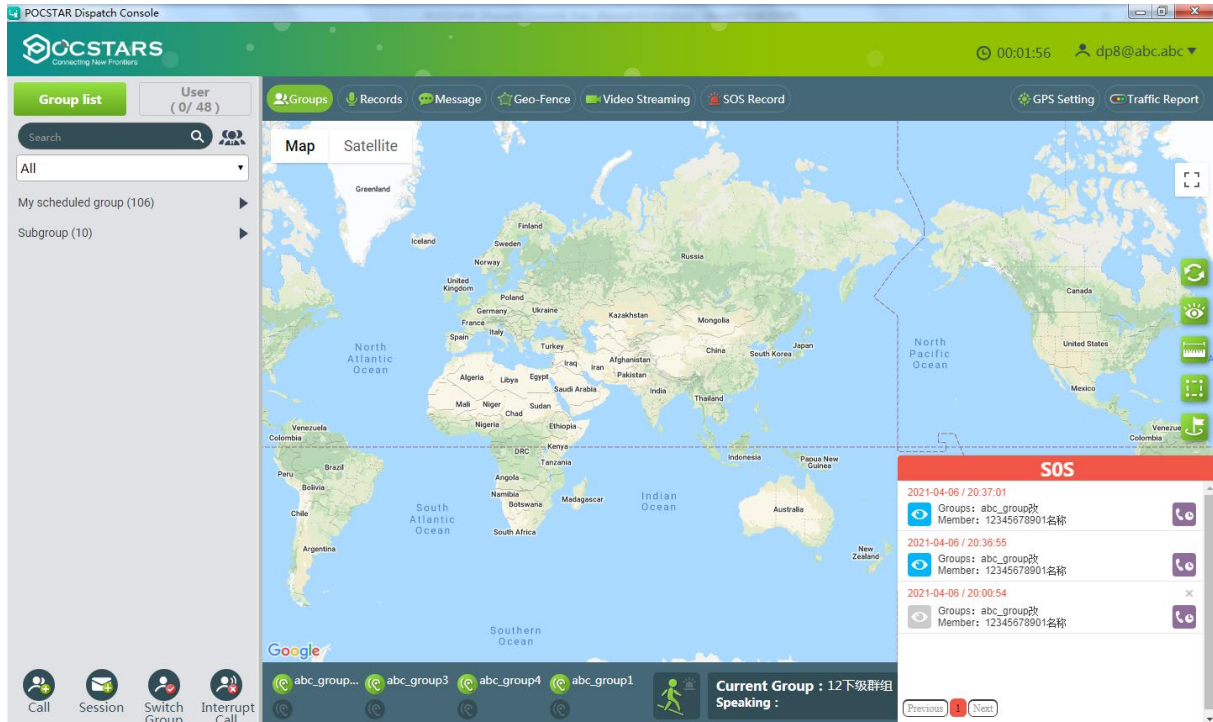 POCSTAR Dispatch Console
POCSTARS
Connecting New Frontiers
00:01:56
dp8@abc.abc
Group list
User
( 0/ 48 )
Groups
Records
Message
Geo-Fence
Video Streaming
SOS Record
GPS Setting
Traffic Report
Search
All
My scheduled group (106)
Subgroup (10)
Map
Satellite
Greenland
Iceland
Finland
Sweden
Norway
Russia
United
Kingdom
Poland
Germany
Ukraine
France
Italy
Spain
Kazakhstan
Mongolia
Turkey
Iraq
Iran
Afghanistan
Pakistan
China
South Korea
Japan
North
Atlantic
Ocean
North
Pacific
Ocean
Canada
United States
Mexico
Algeria
Libya
Egypt
Saudi Arabia
India
Thailand
Mali
Niger
Chad
Sudan
Nigeria
Ethiopia
DRC
Kenya
Tanzania
Indonesia
Papua New
Guinea
Venezuela
Colombia
Venezue
Colombia
Peru
Brazil
Bolivia
Chile
Argentina
Angola
Namibia
Botswana
Madagascar
South Africa
South
Atlantic
Ocean
Indian
Ocean
Australia
New
Zealand
Southern
Ocean
Google
SOS
2021-04-06 / 20:37:01
Groups: abc_group改
Member: 12345678901名称
2021-04-06 / 20:36:55
Groups: abc_group改
Member: 12345678901名称
2021-04-06 / 20:00:54
Groups: abc_group改
Member: 12345678901名称
Previous 1 Next
Call
Session
Switch
Group
Interrupt
Call
abc_group...
abc_group3
abc_group4
abc_group1
Current Group : 12下级群组
Speaking :